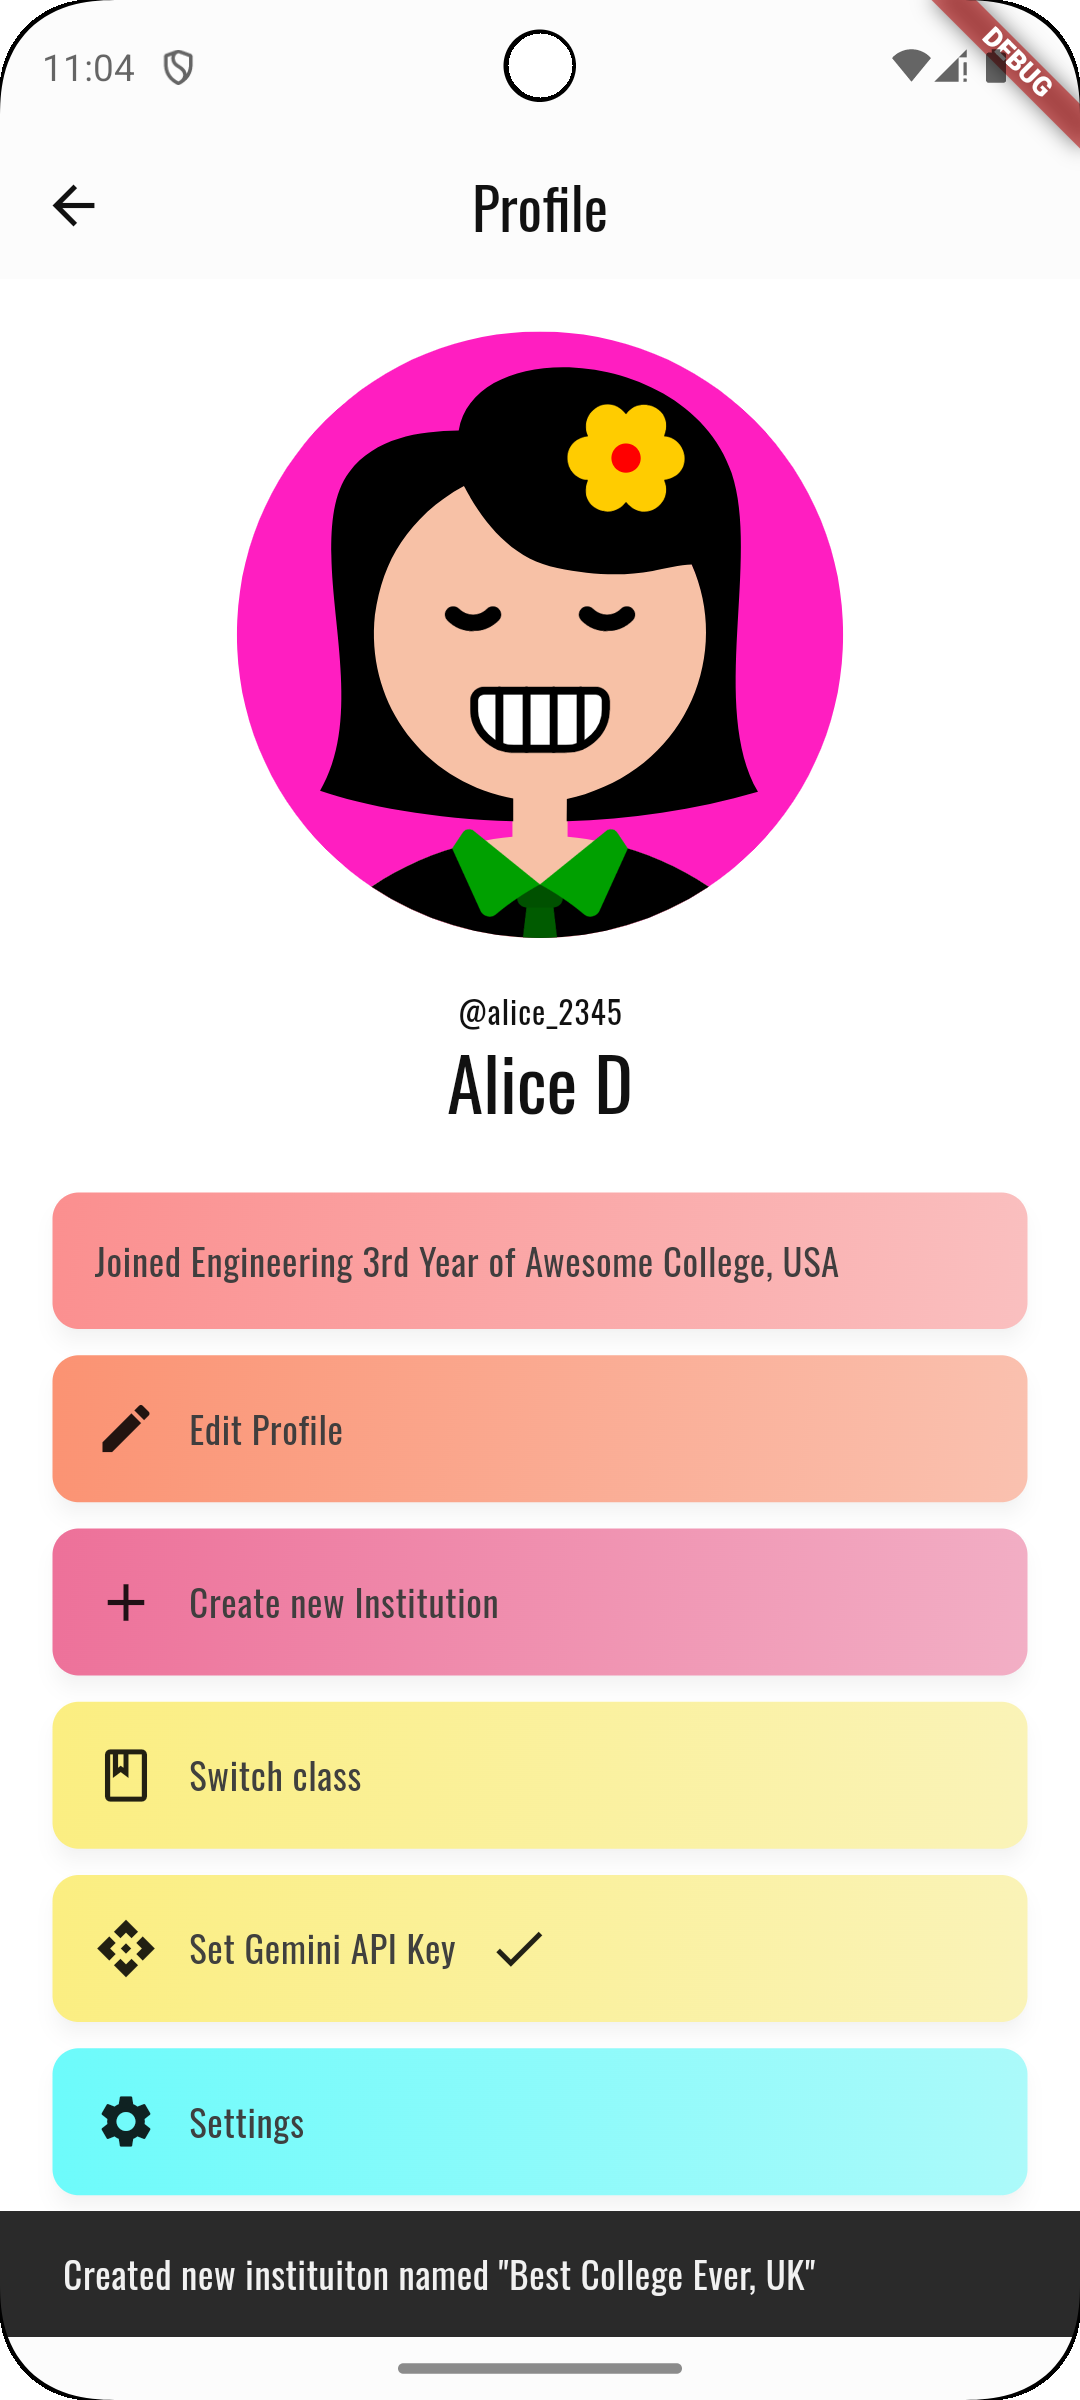 11:04
DEBUG
Profile
@alice_2345
Alice D
Joined Engineering 3rd Year of Awesome College, USA
Edit Profile
Create new Institution
Switch class
Set Gemini API Key
Settings
Created new instituiton named "Best College Ever, UK"